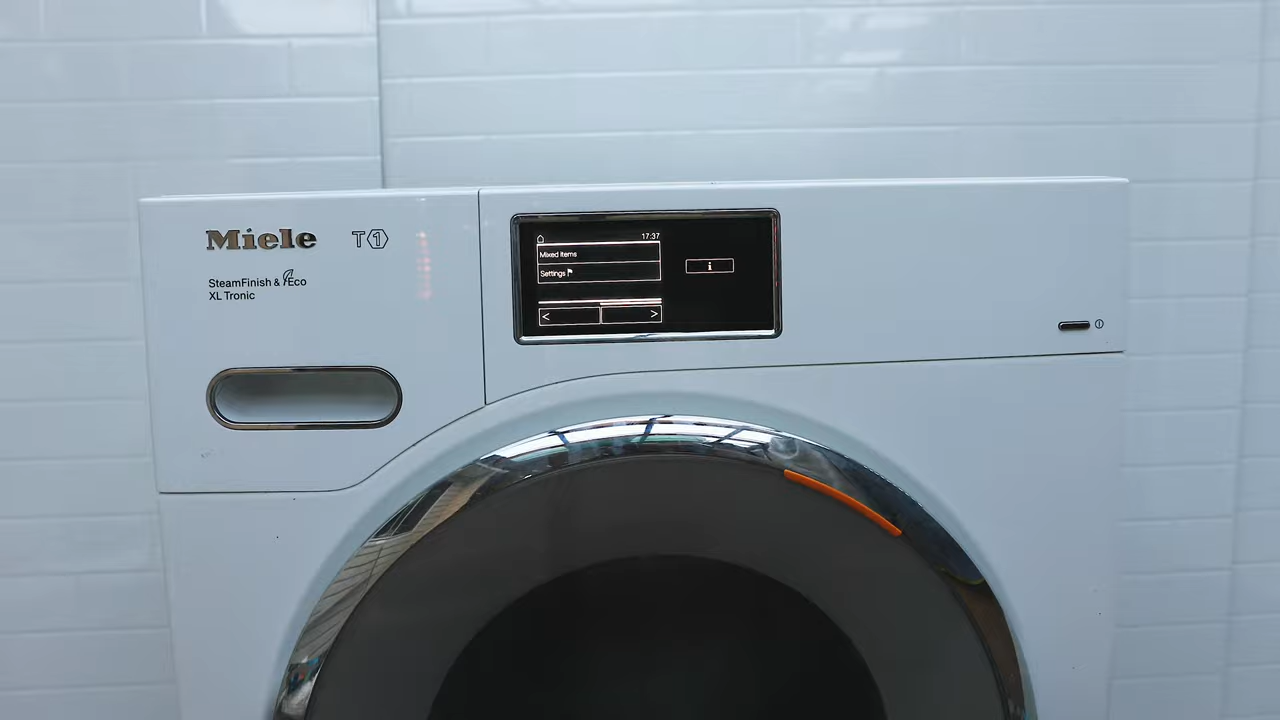 Miele T1
SteamFinish & Eco
XL Tronic
17:37
Mixed items
Settings
i
< >